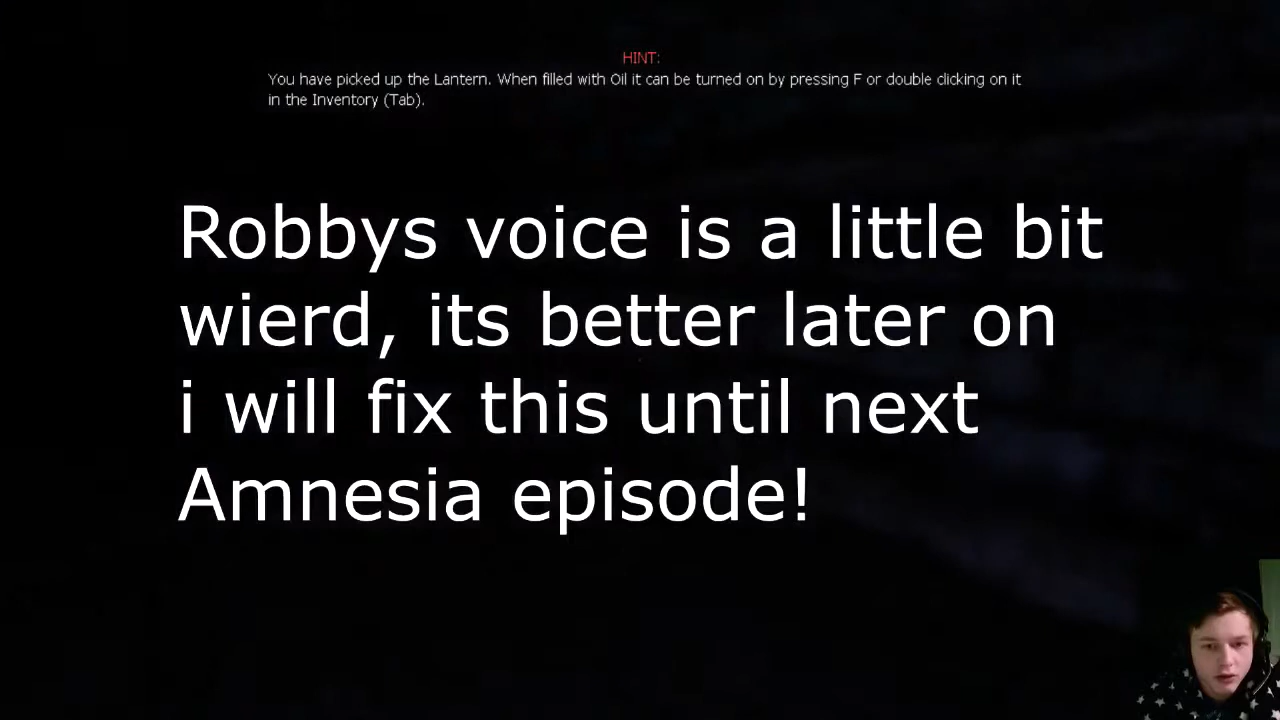 HINT:
You have picked up the Lantern. When filled with Oil it can be turned on by pressing F or double clicking on it
in the Inventory (Tab).
Robbys voice is a little bit
wierd, its better later on
i will fix this until next
Amnesia episode!